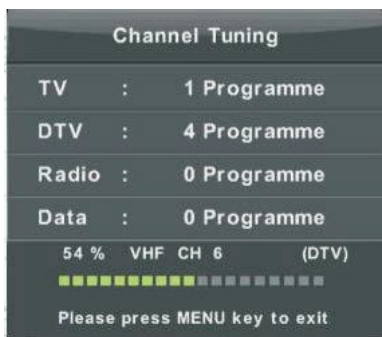 Channel Tuning
TV : 1 Programme
DTV : 4 Programme
Radio : 0 Programme
Data : 0 Programme
54 % VHF CH 6 (DTV)
Please press MENU key to exit